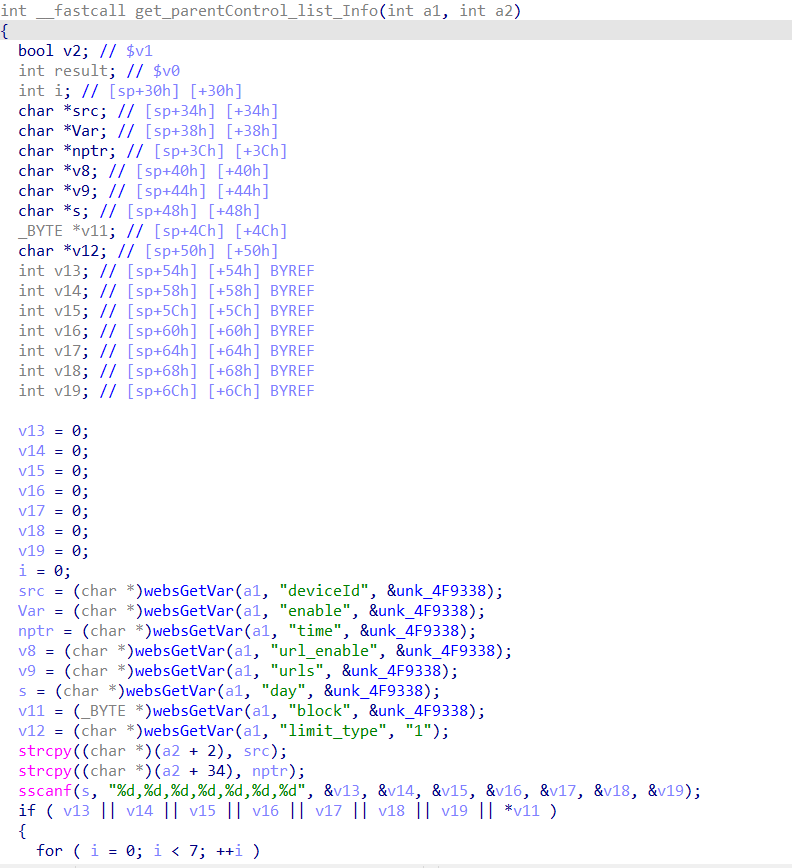 int __fastcall get_parentControl_list_Info(int a1, int a2)
{
  bool v2; // $v1
  int result; // $v0
  int i; // [sp+30h] [+30h]
  char *src; // [sp+34h] [+34h]
  char *Var; // [sp+38h] [+38h]
  char *nptr; // [sp+3Ch] [+3Ch]
  char *v8; // [sp+40h] [+40h]
  char *v9; // [sp+44h] [+44h]
  char *s; // [sp+48h] [+48h]
  _BYTE *v11; // [sp+4Ch] [+4Ch]
  char *v12; // [sp+50h] [+50h]
  int v13; // [sp+54h] [+54h] BYREF
  int v14; // [sp+58h] [+58h] BYREF
  int v15; // [sp+5Ch] [+5Ch] BYREF
  int v16; // [sp+60h] [+60h] BYREF
  int v17; // [sp+64h] [+64h] BYREF
  int v18; // [sp+68h] [+68h] BYREF
  int v19; // [sp+6Ch] [+6Ch] BYREF

  v13 = 0;
  v14 = 0;
  v15 = 0;
  v16 = 0;
  v17 = 0;
  v18 = 0;
  v19 = 0;
  i = 0;
  src = (char *)websGetVar(a1, "deviceId", &unk_4F9338);
  Var = (char *)websGetVar(a1, "enable", &unk_4F9338);
  nptr = (char *)websGetVar(a1, "time", &unk_4F9338);
  v8 = (char *)websGetVar(a1, "url_enable", &unk_4F9338);
  v9 = (char *)websGetVar(a1, "urls", &unk_4F9338);
  s = (char *)websGetVar(a1, "day", &unk_4F9338);
  v11 = (_BYTE *)websGetVar(a1, "block", &unk_4F9338);
  v12 = (char *)websGetVar(a1, "limit_type", "1");
  strcpy((char *)(a2 + 2), src);
  strcpy((char *)(a2 + 34), nptr);
  sscanf(s, "%d,%d,%d,%d,%d,%d,%d", &v13, &v14, &v15, &v16, &v17, &v18, &v19);
  if ( v13 || v14 || v15 || v16 || v17 || v18 || v19 || *v11 )
  {
    for ( i = 0; i < 7; ++i )